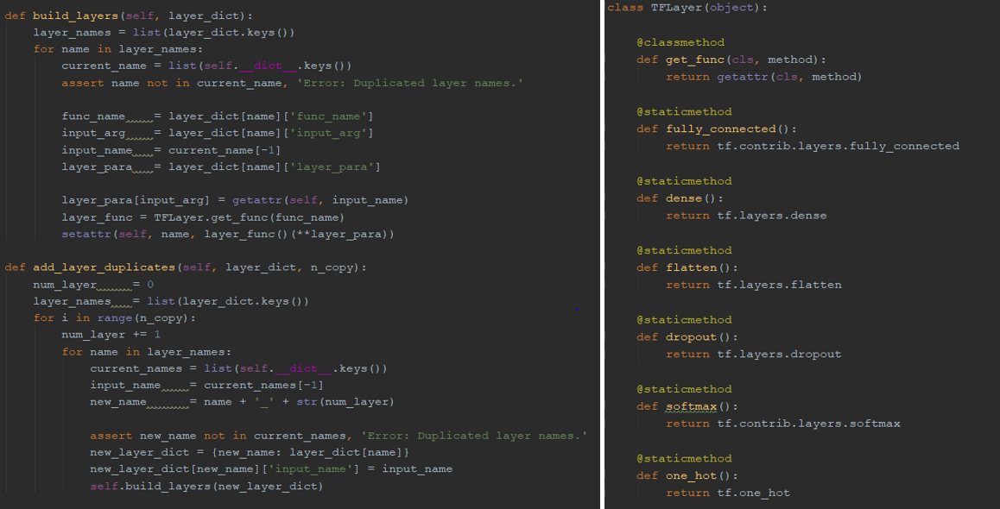 def build_layers(self, layer_dict):
layer_names = list(layer_dict.keys())
for name in layer_names:
current_name = list(self.__dict__.keys())
assert name not in current_name, 'Error: Duplicated layer names.'
func_name = layer_dict[name]['func_name']
input_arg = layer_dict[name]['input_arg']
input_name = current_name[-1]
layer_para = layer_dict[name]['layer_para']
layer_para[input_arg] = getattr(self, input_name)
layer_func = TFLayer.get_func(func_name)
setattr(self, name, layer_func()(**layer_para))
def add_layer_duplicates(self, layer_dict, n_copy):
num_layer = 0
layer_names = list(layer_dict.keys())
for i in range(n_copy):
num_layer += 1
for name in layer_names:
current_names = list(self.__dict__.keys())
input_name = current_names[-1]
new_name = name + '_' + str(num_layer)
assert new_name not in current_names, 'Error: Duplicated layer names.'
new_layer_dict = {new_name: layer_dict[name]}
new_layer_dict[new_name]['input_name'] = input_name
self.build_layers(new_layer_dict)
class TFLayer(object):
@classmethod
def get_func(cls, method):
return getattr(cls, method)
@staticmethod
def fully_connected():
return tf.contrib.layers.fully_connected
@staticmethod
def dense():
return tf.layers.dense
@staticmethod
def flatten():
return tf.layers.flatten
@staticmethod
def dropout():
return tf.layers.dropout
@staticmethod
def softmax():
return tf.contrib.layers.softmax
@staticmethod
def one_hot():
return tf.one_hot